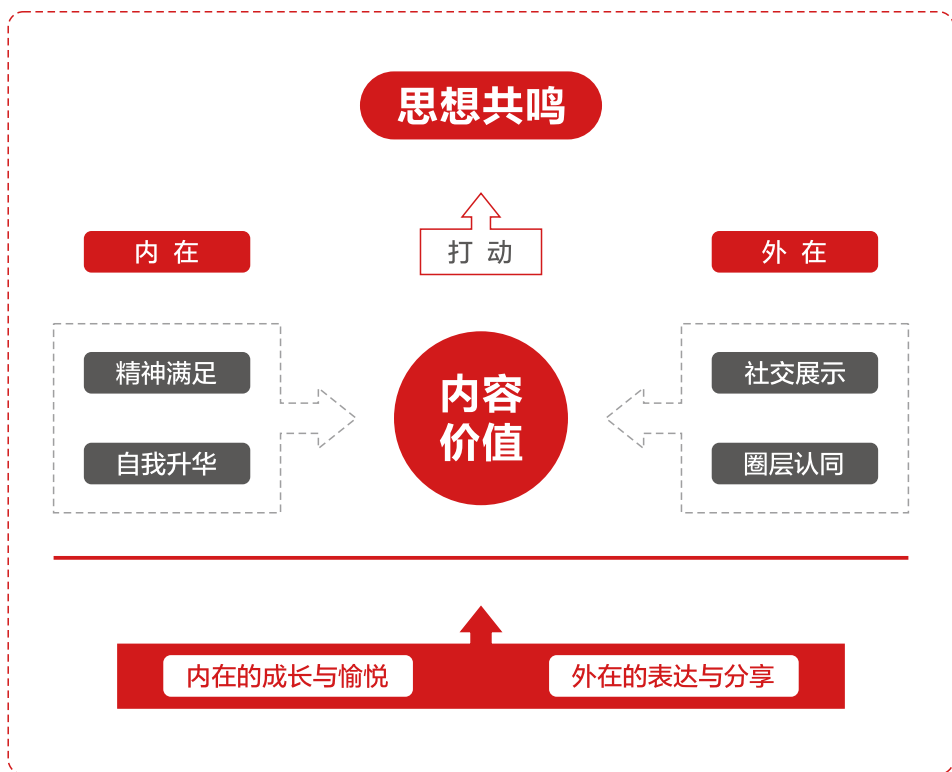 思想共鸣
打动
内在
外在
精神满足
社交展示
内容
价值
自我升华
圈层认同
内在的成长与愉悦
外在的表达与分享